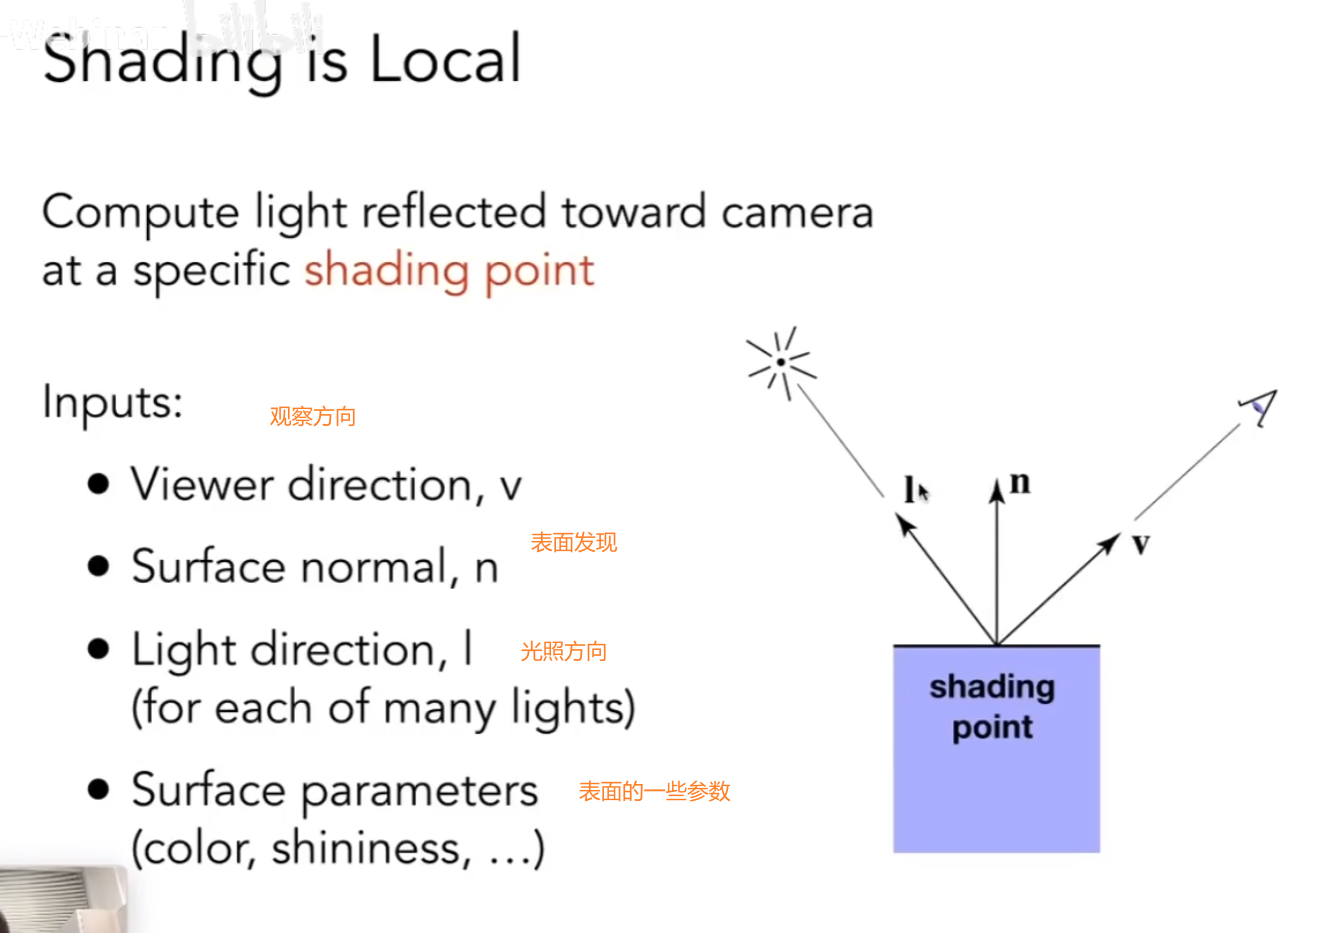 Webinar bilibili
Shading is Local
Compute light reflected toward camera
at a specific shading point
Inputs:
观察方向
● Viewer direction, v
表面发现
● Surface normal, n
● Light direction, l
光照方向
(for each of many lights)
● Surface parameters
表面的一些参数
(color, shininess, …)
l
n
v
shading
point